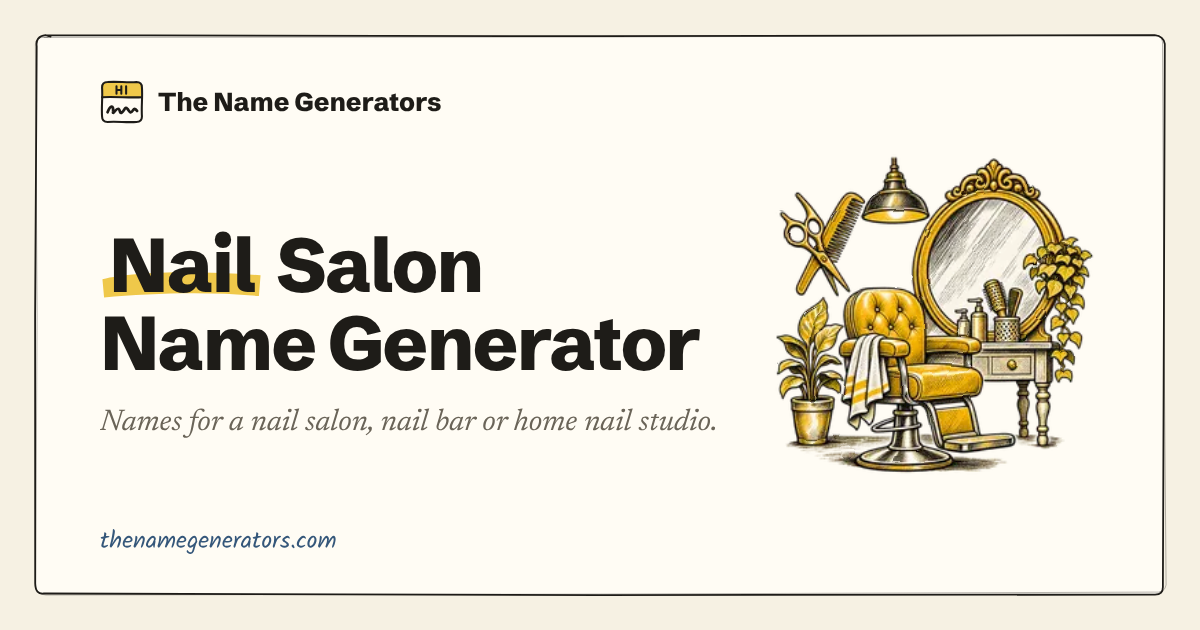 HI
The Name Generators
Nail Salon
Name Generator
Names for a nail salon, nail bar or home nail studio.
thenamegenerators.com